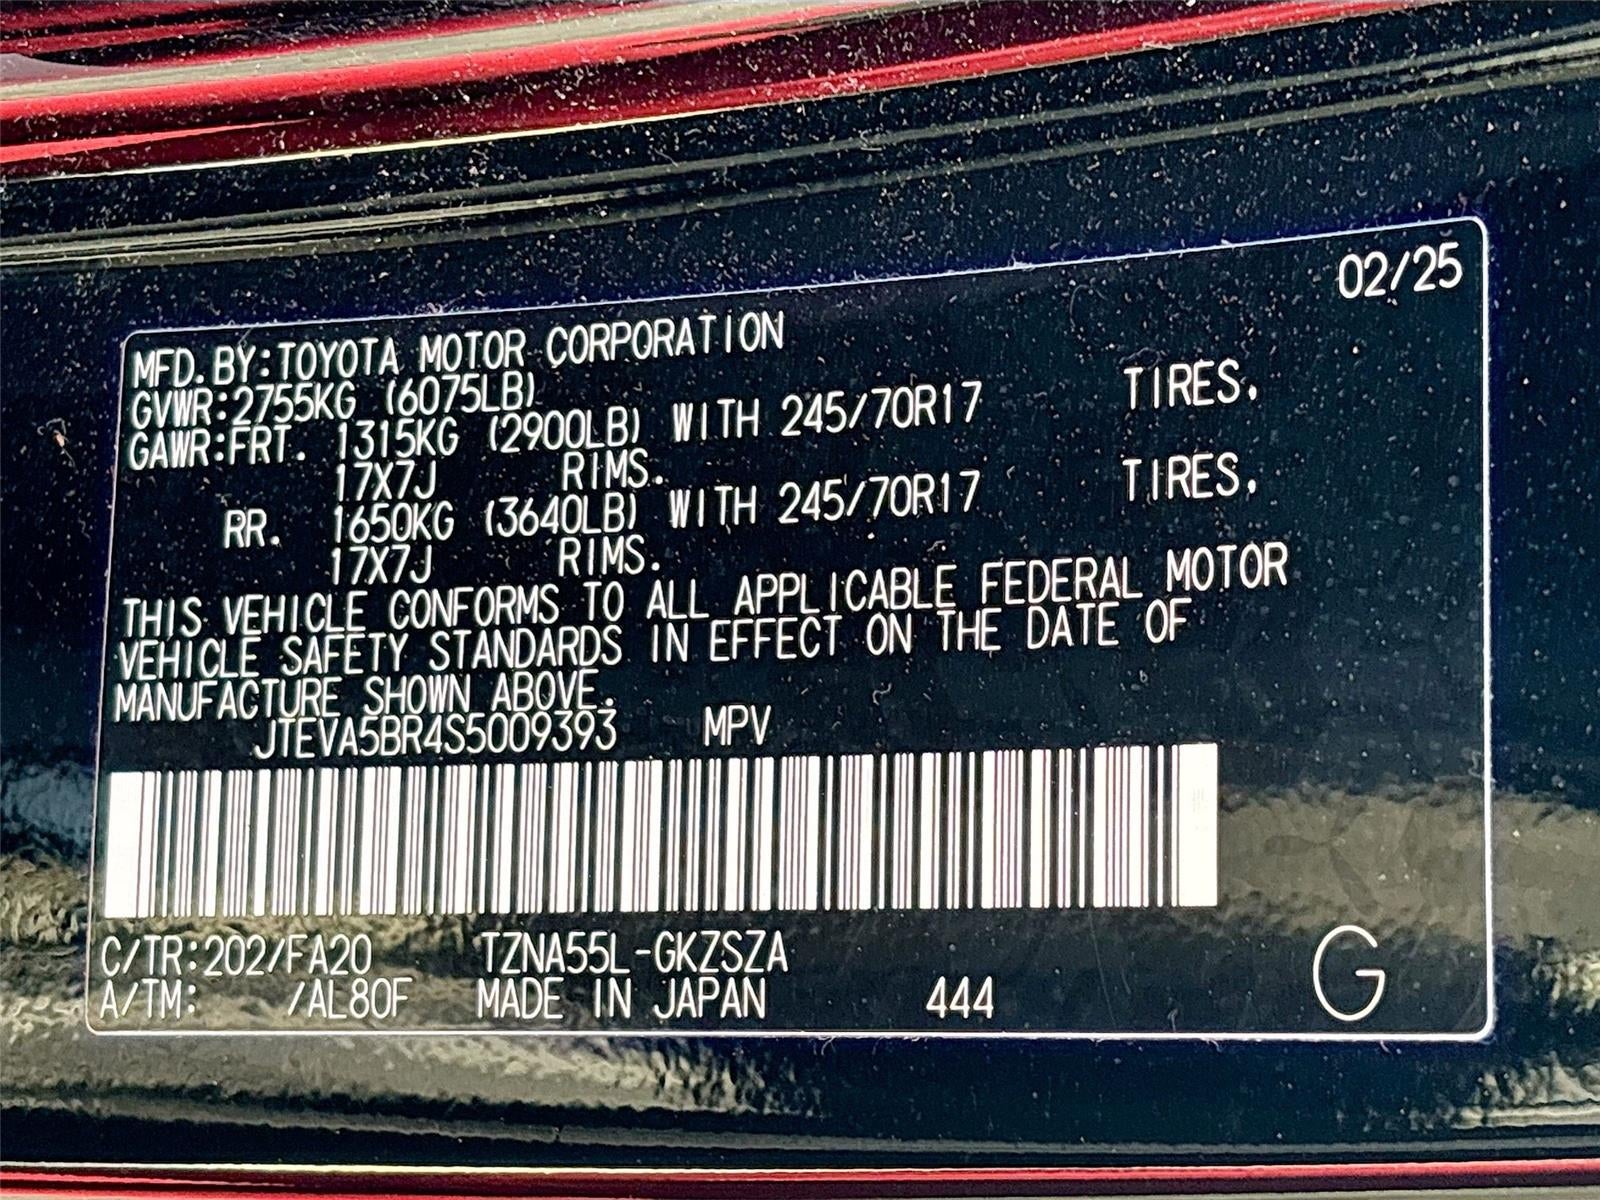 02/25
MFD.BY:TOYOTA MOTOR CORPORATION
GVWR:2755KG (6075LB)
GAWR:FRT. 1315KG (2900LB) WITH 245/70R17 TIRES,
17X7J RIMS.
RR. 1650KG (3640LB) WITH 245/70R17 TIRES,
17X7J RIMS.
THIS VEHICLE CONFORMS TO ALL APPLICABLE FEDERAL MOTOR
VEHICLE SAFETY STANDARDS IN EFFECT ON THE DATE OF
MANUFACTURE SHOWN ABOVE.
JTEVA5BR4S5009393 MPV
C/TR:202/FA20 TZNA55L-GKZSZA
A/TM: /AL80F MADE IN JAPAN 444 G